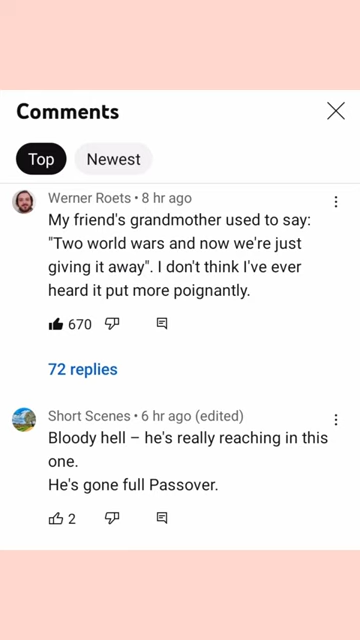 Comments
Top
Newest
Werner Roets • 8 hr ago
My friend's grandmother used to say:
"Two world wars and now we're just
giving it away". I don't think I've ever
heard it put more poignantly.
670
72 replies
Short Scenes • 6 hr ago (edited)
Bloody hell – he's really reaching in this
one.
He's gone full Passover.
2